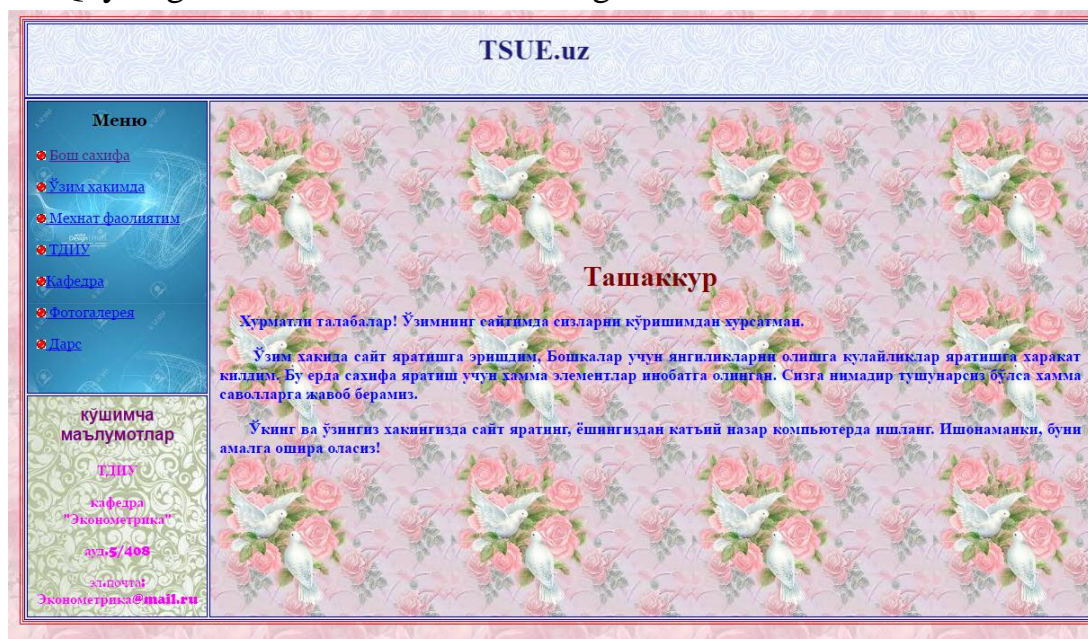 TSUE.uz
Меню
Бош сахифа
Ўзим хакимда
Мехнат фаолиятим
ТДИУ
Кафедра
Фотогалерея
Дарс
кўшимча
маълумотлар
ТДИУ
кафедра
"Эконометрика"
ауд.5/408
эл.почта:
Эконометрика@mail.ru
Ташаккур
Хурматли талабалар! Ўзимнинг сайтимда сизларни кўришимдан хурсатман.
Ўзим хакида сайт яратишга эришдим, Бошкалар учун янгиликларни олишга кулайликлар яратишга харакат
килдим. Бу ерда сахифа яратиш учун хамма элементлар инобатга олинган. Сизга нимадир тушунарсиз бўлса хамма
саволларга жавоб берамиз.
Ўкинг ва ўзингиз хакингизда сайт яратинг, ёшингиздан катъий назар компьютерда ишланг. Ишонаманки, буни
амалга ошира оласиз!